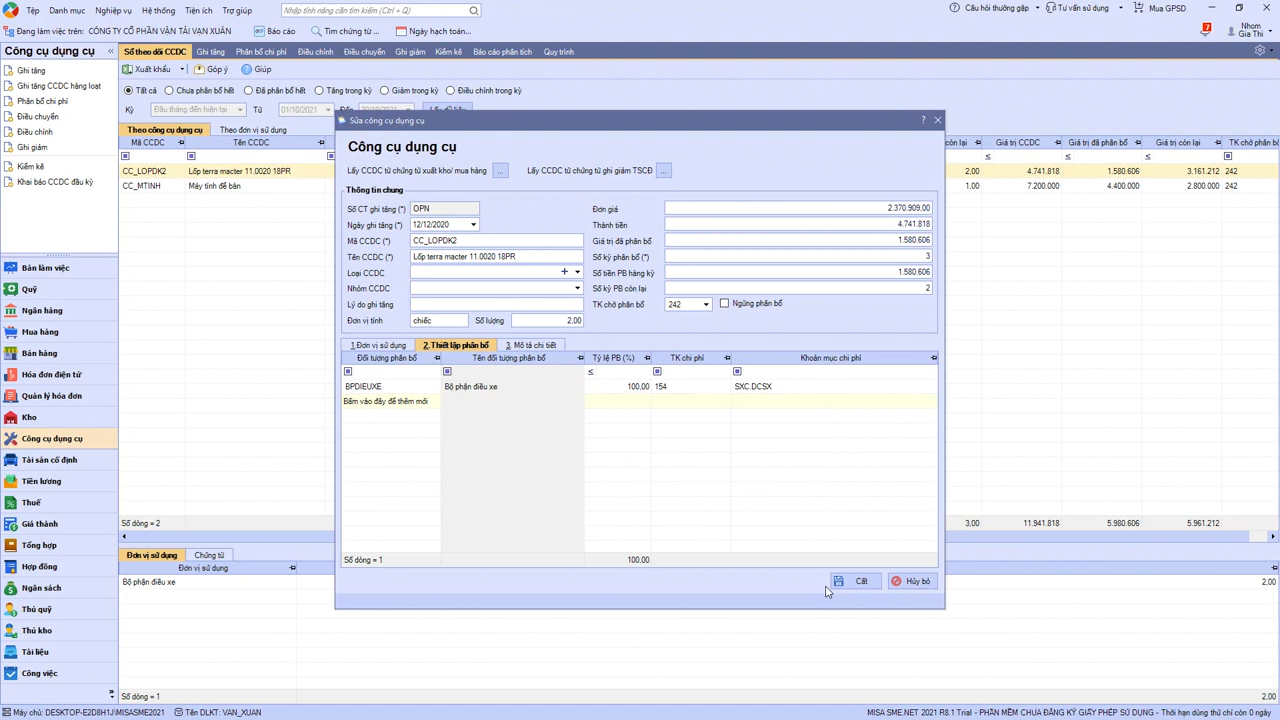 Tệp Danh mục Nghiệp vụ Hệ thống Tiện ích Trợ giúp Nhập tính năng tìm kiếm (Ctrl + Q) Câu hỏi thường gặp Tư vấn sử dụng Mua GPSD
Đang làm việc trên: CÔNG TY CỔ PHẦN VẬN TẢI VẠN XUÂN Báo cáo Tìm chứng từ ... Ngày hạch toán... 7 Nhom Gia Thi
Công cụ dụng cụ Sổ theo dõi CCDC Ghi tăng Phân bổ chi phí Điều chỉnh Điều chuyển Ghi giảm Kiểm kê Báo cáo phân tích Quy trình
Ghi tăng
Ghi tăng CCDC hàng loạt
Phân bổ chi phí
Điều chuyển
Điều chỉnh
Ghi giảm
Kiểm kê
Khai báo CCDC đầu kỳ
Xuất khẩu Góp ý Giúp
Tất cả Chưa phân bổ hết Đã phân bổ hết Tăng trong kỳ Giảm trong kỳ Điều chỉnh trong kỳ
Kỳ Đầu tháng đến hiện tại Từ 01/10/2021
Theo công cụ dụng cụ Theo đơn vị sử dụng
Mã CCDC Tên CCDC còn lại Giá trị CCDC Giá trị đã phân bổ Giá trị còn lại TK chờ phân bổ
≤ ≤ ≤
CC_LOPDK2 Lốp terra macter 11.0020 18PR 2,00 4.741.818 1.580.606 3.161.212 242
CC_MTINH Máy tính để bàn 1,00 7.200.000 4.400.000 2.800.000 242
Số dòng = 2 3,00 11.941.818 5.980.606 5.961.212
Đơn vị sử dụng Chứng từ
Đơn vị sử dụng
Bộ phận điều xe 2,00
Số dòng = 1 2,00
Bàn làm việc
Quỹ
Ngân hàng
Mua hàng
Bán hàng
Hóa đơn điện tử
Quản lý hóa đơn
Kho
Công cụ dụng cụ
Tài sản cố định
Tiền lương
Thuế
Giá thành
Tổng hợp
Hợp đồng
Ngân sách
Thủ quỹ
Thủ kho
Tài liệu
Công việc
Sửa công cụ dụng cụ
Công cụ dụng cụ
Lấy CCDC từ chứng từ xuất kho/ mua hàng ... Lấy CCDC từ chứng từ ghi giảm TSCĐ ...
Thông tin chung
Số CT ghi tăng (*) OPN Đơn giá 2.370.909,00
Ngày ghi tăng (*) 12/12/2020 Thành tiền 4.741.818
Mã CCDC (*) CC_LOPDK2 Giá trị đã phân bổ 1.580.606
Tên CCDC (*) Lốp terra macter 11.0020 18PR Số kỳ phân bổ (*) 3
Loại CCDC Số tiền PB hàng kỳ 1.580.606
Nhóm CCDC Số kỳ PB còn lại 2
Lý do ghi tăng TK chờ phân bổ 242 Ngừng phân bổ
Đơn vị tính chiếc Số lượng 2,00
1.Đơn vị sử dụng 2.Thiết lập phân bổ 3. Mô tả chi tiết
Đối tượng phân bổ Tên đối tượng phân bổ Tỷ lệ PB (%) TK chi phí Khoản mục chi phí
≤
BPDIEUXE Bộ phận điều xe 100,00 154 SXC.DCSX
Bấm vào đây để thêm mới
Số dòng = 1 100,00
Cất Hủy bỏ
Máy chủ: DESKTOP-E2D8H1J\MISASME2021 Tên DLKT: VAN_XUAN MISA SME.NET 2021 R8.1 Trial - PHẦN MỀM CHƯA ĐĂNG KÝ GIẤY PHÉP SỬ DỤNG - Thời hạn dùng thử chỉ còn 0 ngày